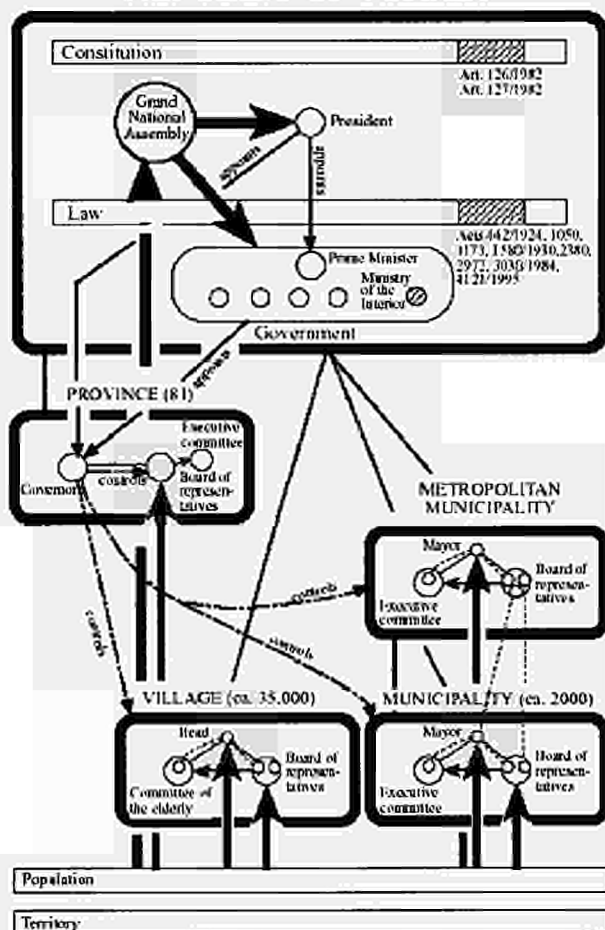 Constitution
Art. 126/1982
Art. 127/1982
Grand
National
Assembly
President
appoints
appoints
Law
Acts 442/1924, 1050,
1173, 1580/1930,2380,
2972, 3030/1984,
4121/1995
Prime Minister
Ministry
of the
Interior
Government
appoints
PROVINCE (81)
Executive
committee
Governor
controls
Board of
represen-
tatives
METROPOLITAN
MUNICIPALITY
Mayor
Board of
represen-
tatives
Executive
committee
controls
controls
controls
VILLAGE (ca. 35.000)
MUNICIPALITY (ca. 2000)
Head
Board of
represen-
tatives
Committee of
the elderly
Mayor
Board of
represen-
tatives
Executive
committee
Population
Territory